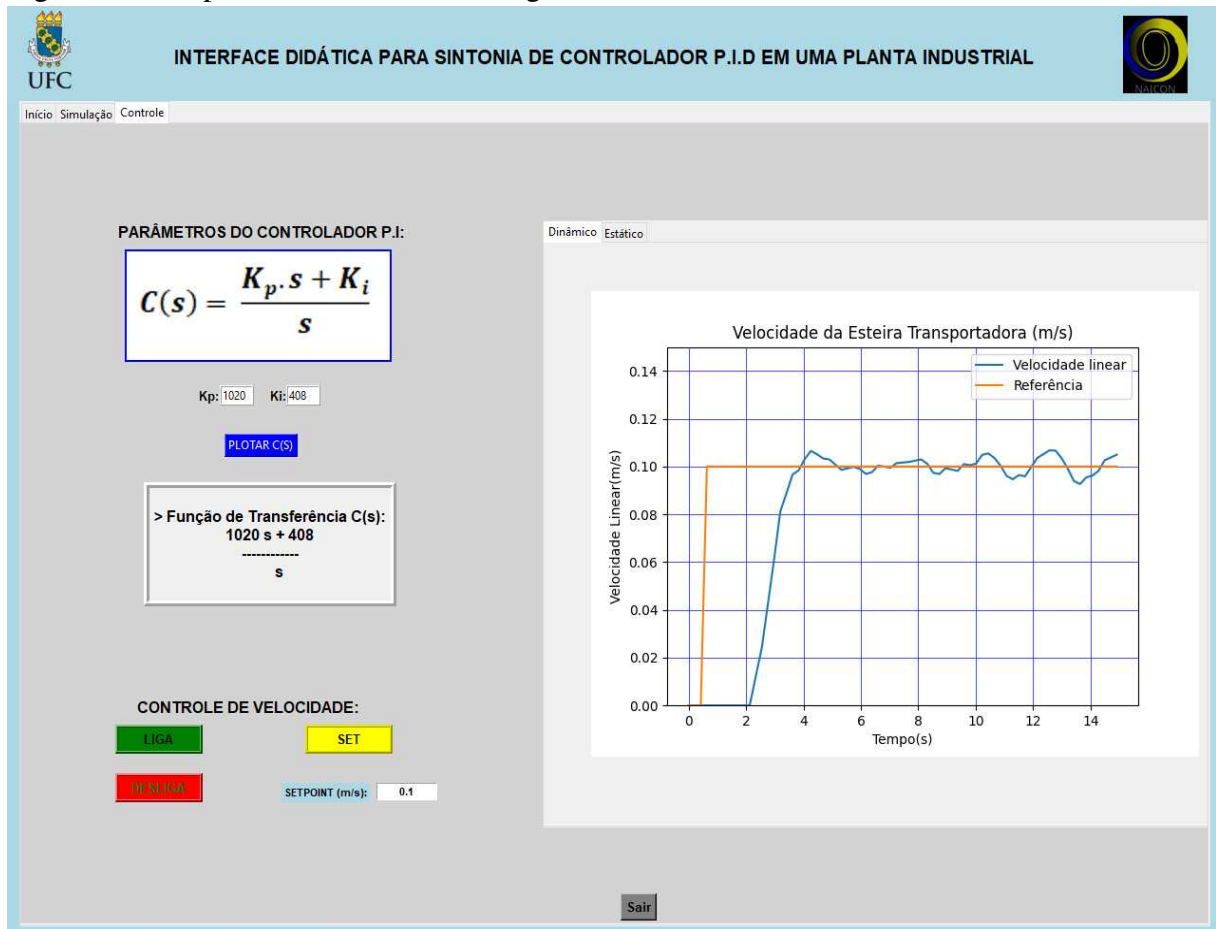 UFC
INTERFACE DIDÁTICA PARA SINTONIA DE CONTROLADOR P.I.D EM UMA PLANTA INDUSTRIAL
NAICON
Início Simulação Controle
PARÂMETROS DO CONTROLADOR P.I:
C(s) = (K_p.s + K_i) / s
Kp: 1020 Ki: 408
PLOTAR C(S)
> Função de Transferência C(s):
1020 s + 408
------------
s
CONTROLE DE VELOCIDADE:
LIGA SET
DESLIGA SETPOINT (m/s): 0.1
Dinâmico Estático
Velocidade da Esteira Transportadora (m/s)
Velocidade linear
Referência
Velocidade Linear(m/s)
0.14
0.12
0.10
0.08
0.06
0.04
0.02
0.00
0 2 4 6 8 10 12 14
Tempo(s)
Sair